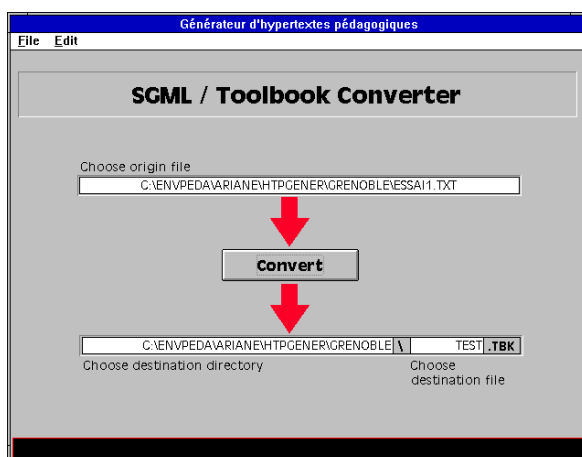 Générateur d'hypertextes pédagogiques
File Edit
SGML / Toolbook Converter
Choose origin file
C:\ENVPEDA\ARIANE\HTPGENER\GRENOBLE\ESSAI1.TXT
Convert
C:\ENVPEDA\ARIANE\HTPGENER\GRENOBLE \ TEST .TBK
Choose destination directory Choose
destination file